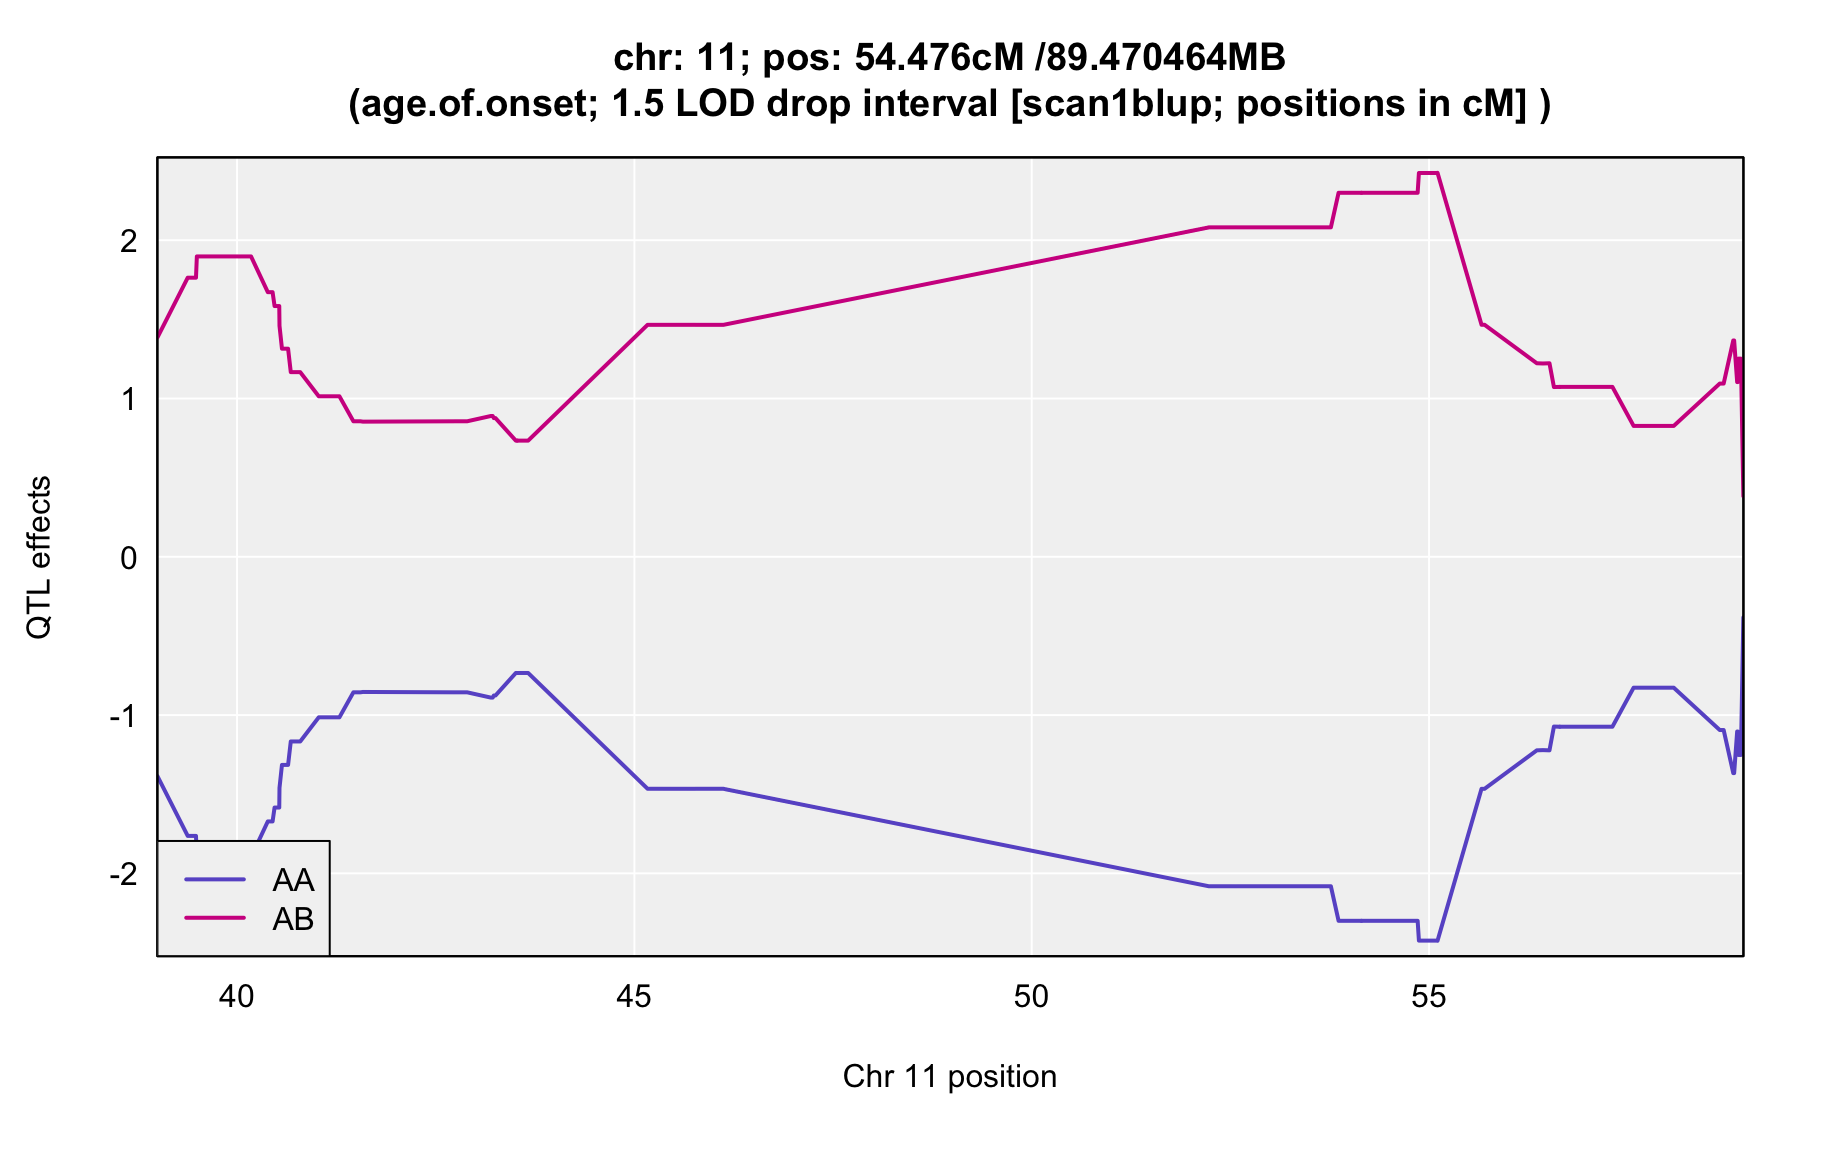 chr: 11; pos: 54.476cM /89.470464MB
(age.of.onset; 1.5 LOD drop interval [scan1blup; positions in cM] )
QTL effects
2
1
0
-1
-2
AA
AB
40 45 50 55
Chr 11 position